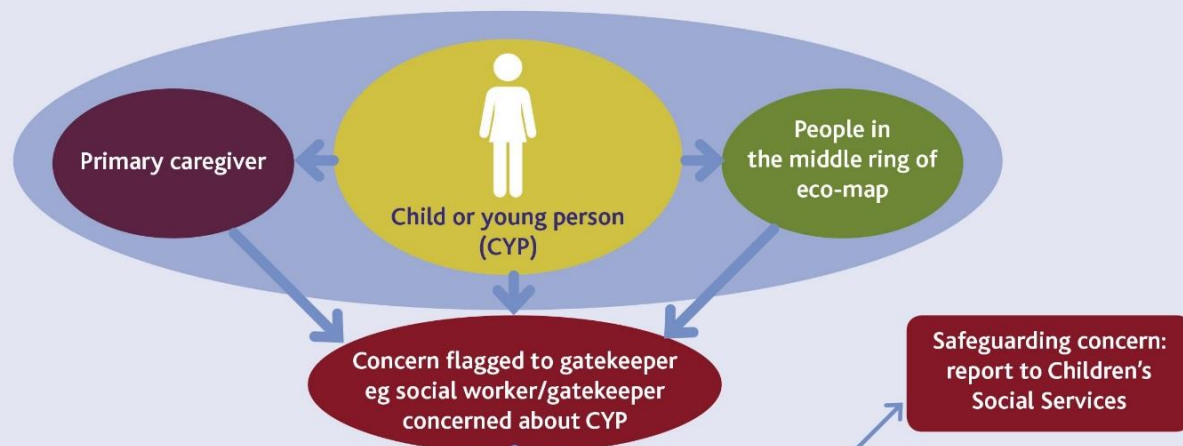 Primary caregiver
Child or young person
(CYP)
People in
the middle ring of
eco-map
Concern flagged to gatekeeper
eg social worker/gatekeeper
concerned about CYP
Safeguarding concern:
report to Children’s
Social Services